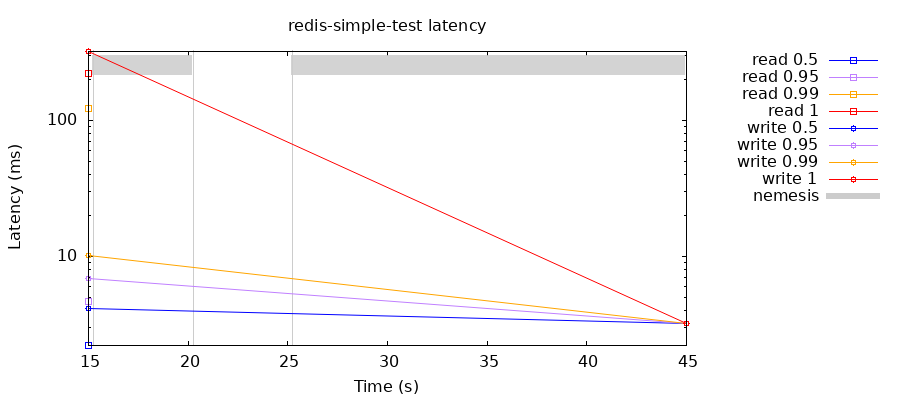 redis-simple-test latency
Latency (ms)
100
10
15 20 25 30 35 40 45
Time (s)
read 0.5
read 0.95
read 0.99
read 1
write 0.5
write 0.95
write 0.99
write 1
nemesis